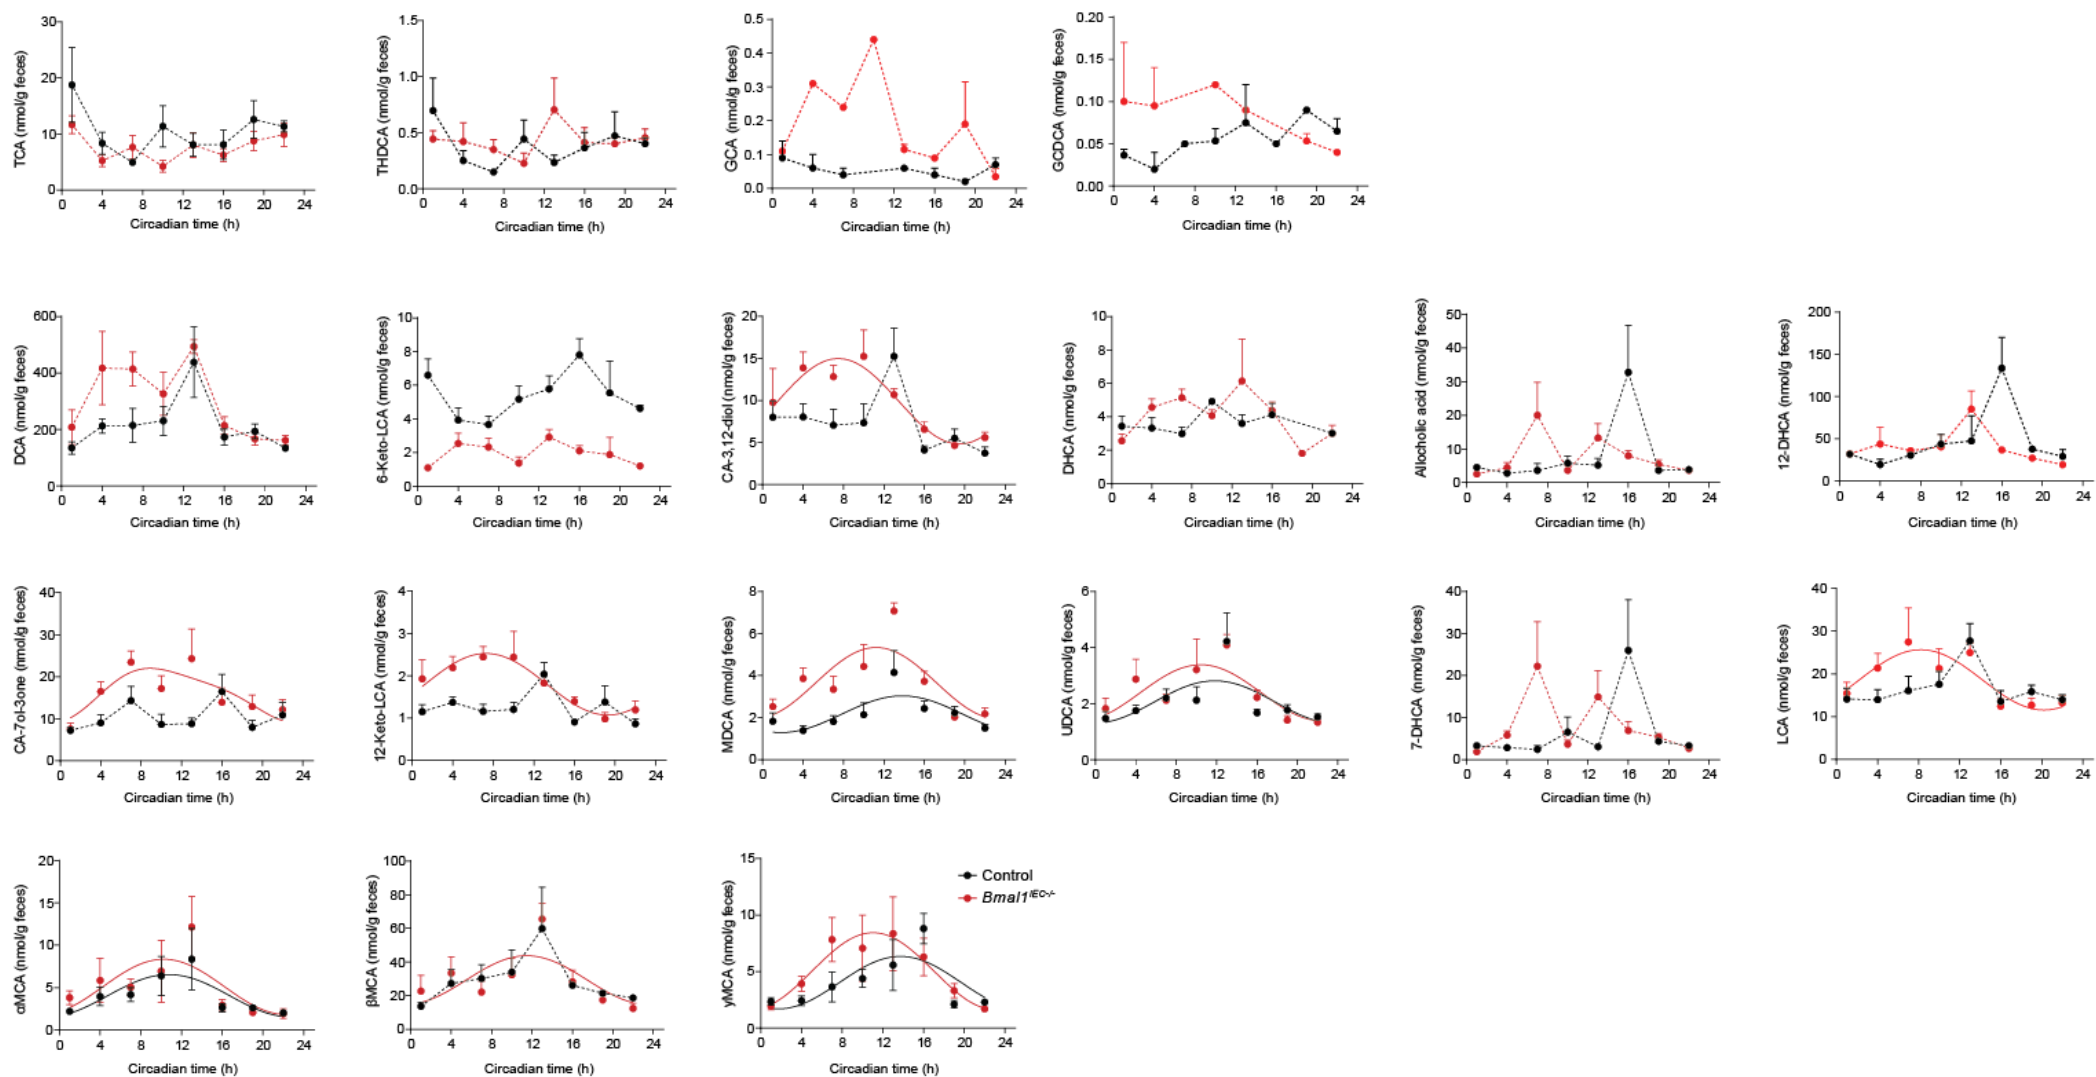 TCA (nmol/g feces)
30
20
10
0
0 4 8 12 16 20 24
Circadian time (h)
THDCA (nmol/g feces)
1.5
1.0
0.5
0.0
0 4 8 12 16 20 24
Circadian time (h)
GCA (nmol/g feces)
0.5
0.4
0.3
0.2
0.1
0.0
0 4 8 12 16 20 24
Circadian time (h)
GCDCA (nmol/g feces)
0.20
0.15
0.10
0.05
0.00
0 4 8 12 16 20 24
Circadian time (h)
DCA (nmol/g feces)
600
400
200
0
0 4 8 12 16 20 24
Circadian time (h)
6-Keto-LCA (nmol/g feces)
10
8
6
4
2
0
0 4 8 12 16 20 24
Circadian time (h)
CA-3,12-diol (nmol/g feces)
20
15
10
5
0
0 4 8 12 16 20 24
Circadian time (h)
DHCA (nmol/g feces)
10
8
6
4
2
0
0 4 8 12 16 20 24
Circadian time (h)
Allocholic acid (nmol/g feces)
50
40
30
20
10
0
0 4 8 12 16 20 24
Circadian time (h)
12-DHCA (nmol/g feces)
200
150
100
50
0
0 4 8 12 16 20 24
Circadian time (h)
CA-7ol-3one (nmol/g feces)
40
30
20
10
0
0 4 8 12 16 20 24
Circadian time (h)
12-Keto-LCA (nmol/g feces)
4
3
2
1
0
0 4 8 12 16 20 24
Circadian time (h)
MDCA (nmol/g feces)
8
6
4
2
0
0 4 8 12 16 20 24
Circadian time (h)
UDCA (nmol/g feces)
6
4
2
0
0 4 8 12 16 20 24
Circadian time (h)
7-DHCA (nmol/g feces)
40
30
20
10
0
0 4 8 12 16 20 24
Circadian time (h)
LCA (nmol/g feces)
40
30
20
10
0
0 4 8 12 16 20 24
Circadian time (h)
αMCA (nmol/g feces)
20
15
10
5
0
0 4 8 12 16 20 24
Circadian time (h)
βMCA (nmol/g feces)
100
80
60
40
20
0
0 4 8 12 16 20 24
Circadian time (h)
yMCA (nmol/g feces)
15
10
5
0
0 4 8 12 16 20 24
Circadian time (h)
Control
Bmal1IEC-/-